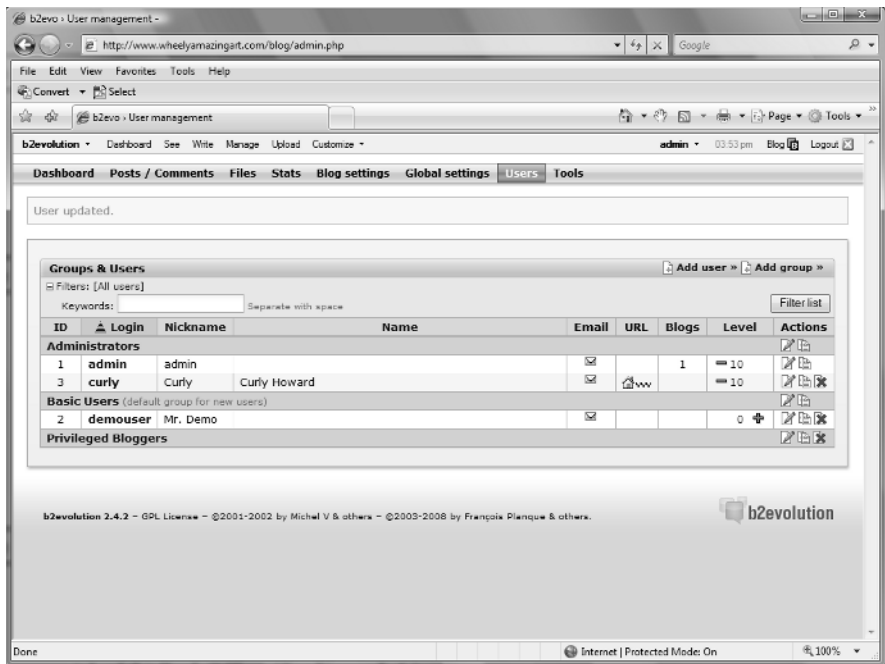 b2evo › User management -
http://www.wheelyamazingart.com/blog/admin.php
Google
File Edit View Favorites Tools Help
Convert Select
b2evo › User management
Page Tools
b2evolution Dashboard See Write Manage Upload Customize
admin 03:53 pm Blog Logout
Dashboard Posts / Comments Files Stats Blog settings Global settings Users Tools
User updated.
Groups & Users
Add user » Add group »
Filters: [All users]
Keywords: Separate with space
Filter list
ID Login Nickname Name Email URL Blogs Level Actions
Administrators
1 admin admin 1 10
3 curly Curly Curly Howard www 10
Basic Users (default group for new users)
2 demouser Mr. Demo 0
Privileged Bloggers
b2evolution 2.4.2 – GPL License – ©2001-2002 by Michel V & others – ©2003-2008 by François Planque & others.
b2evolution
Done
Internet | Protected Mode: On
100%